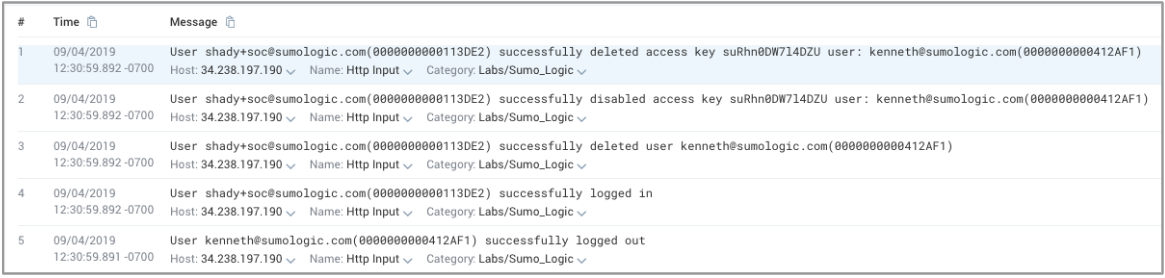 # Time Message
1 09/04/2019 User shady+soc@sumologic.com(0000000000113DE2) successfully deleted access key suRhn0DW7l4DZU user: kenneth@sumologic.com(0000000000412AF1)
12:30:59.892 -0700 Host: 34.238.197.190 Name: Http Input Category: Labs/Sumo_Logic
2 09/04/2019 User shady+soc@sumologic.com(0000000000113DE2) successfully disabled access key suRhn0DW7l4DZU user: kenneth@sumologic.com(0000000000412AF1)
12:30:59.892 -0700 Host: 34.238.197.190 Name: Http Input Category: Labs/Sumo_Logic
3 09/04/2019 User shady+soc@sumologic.com(0000000000113DE2) successfully deleted user kenneth@sumologic.com(0000000000412AF1)
12:30:59.892 -0700 Host: 34.238.197.190 Name: Http Input Category: Labs/Sumo_Logic
4 09/04/2019 User shady+soc@sumologic.com(0000000000113DE2) successfully logged in
12:30:59.892 -0700 Host: 34.238.197.190 Name: Http Input Category: Labs/Sumo_Logic
5 09/04/2019 User kenneth@sumologic.com(0000000000412AF1) successfully logged out
12:30:59.891 -0700 Host: 34.238.197.190 Name: Http Input Category: Labs/Sumo_Logic